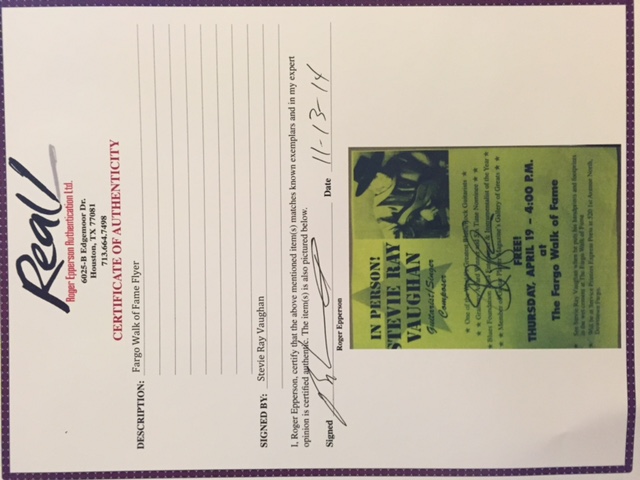 Reall
Roger Epperson Authentication Ltd.
6025-B Edgemoor Dr.
Houston, TX 77081
713.664.7498
CERTIFICATE OF AUTHENTICITY
DESCRIPTION: Fargo Walk of Fame Flyer
SIGNED BY: Stevie Ray Vaughan
I, Roger Epperson, certify that the above mentioned item(s) matches known exemplars and in my expert
opinion is certified authentic. The item(s) is also pictured below.
Signed Date 11-13-14
Roger Epperson
IN PERSON!
STEVIE RAY
VAUGHAN
Guitarist/Singer
Composer
FREE!
THURSDAY, APRIL 19 – 4:00 P.M.
at
The Fargo Walk of Fame